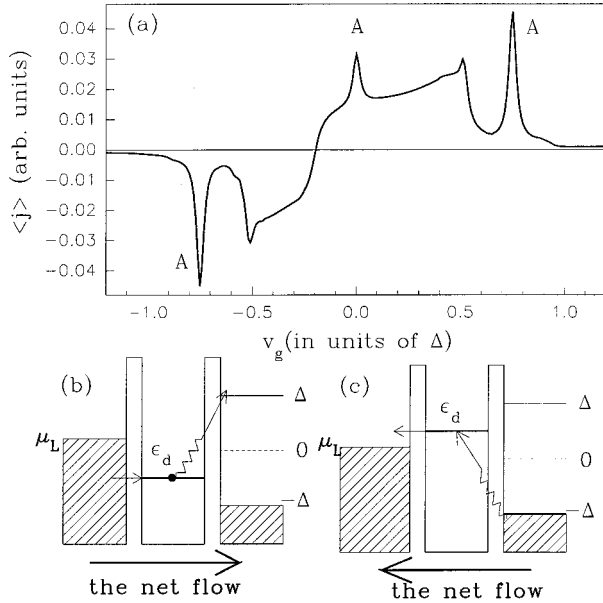 (a)
A
A
A
<j> (arb. units)
0.04
0.03
0.02
0.01
0.00
-0.01
-0.02
-0.03
-0.04
-1.0
-0.5
0.0
0.5
1.0
v_g(in units of Δ)
(b)
μ_L
ϵ_d
Δ
0
-Δ
the net flow
(c)
μ_L
ϵ_d
Δ
0
-Δ
the net flow